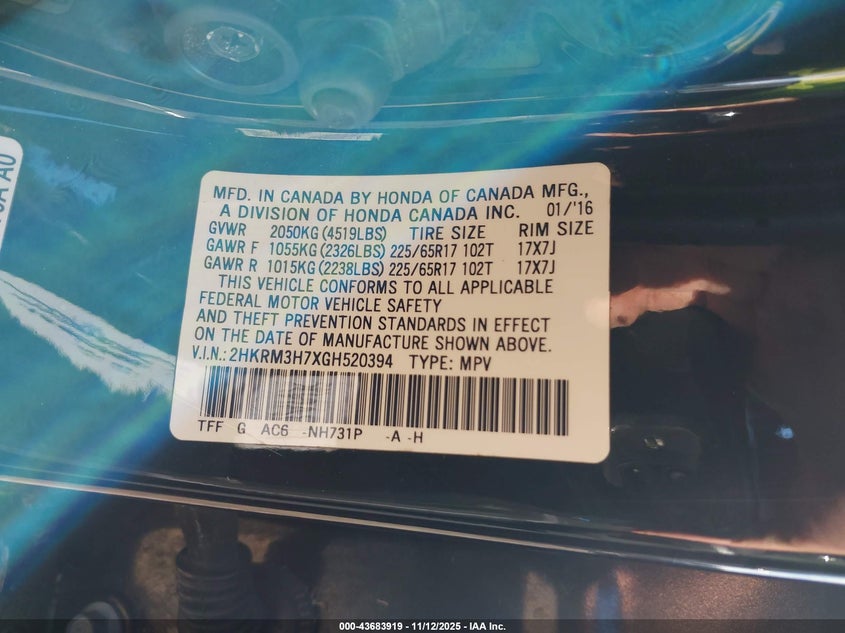 MFD. IN CANADA BY HONDA OF CANADA MFG.,
A DIVISION OF HONDA CANADA INC. 01/'16
GVWR 2050KG (4519LBS) TIRE SIZE RIM SIZE
GAWR F 1055KG (2326LBS) 225/65R17 102T 17X7J
GAWR R 1015KG (2238LBS) 225/65R17 102T 17X7J
THIS VEHICLE CONFORMS TO ALL APPLICABLE
FEDERAL MOTOR VEHICLE SAFETY
AND THEFT PREVENTION STANDARDS IN EFFECT
ON THE DATE OF MANUFACTURE SHOWN ABOVE.
V.I.N.: 2HKRM3H7XGH520394 TYPE: MPV
TFF G AC6 -NH731P -A -H
000-43683919 - 11/12/2025 - IAA Inc.